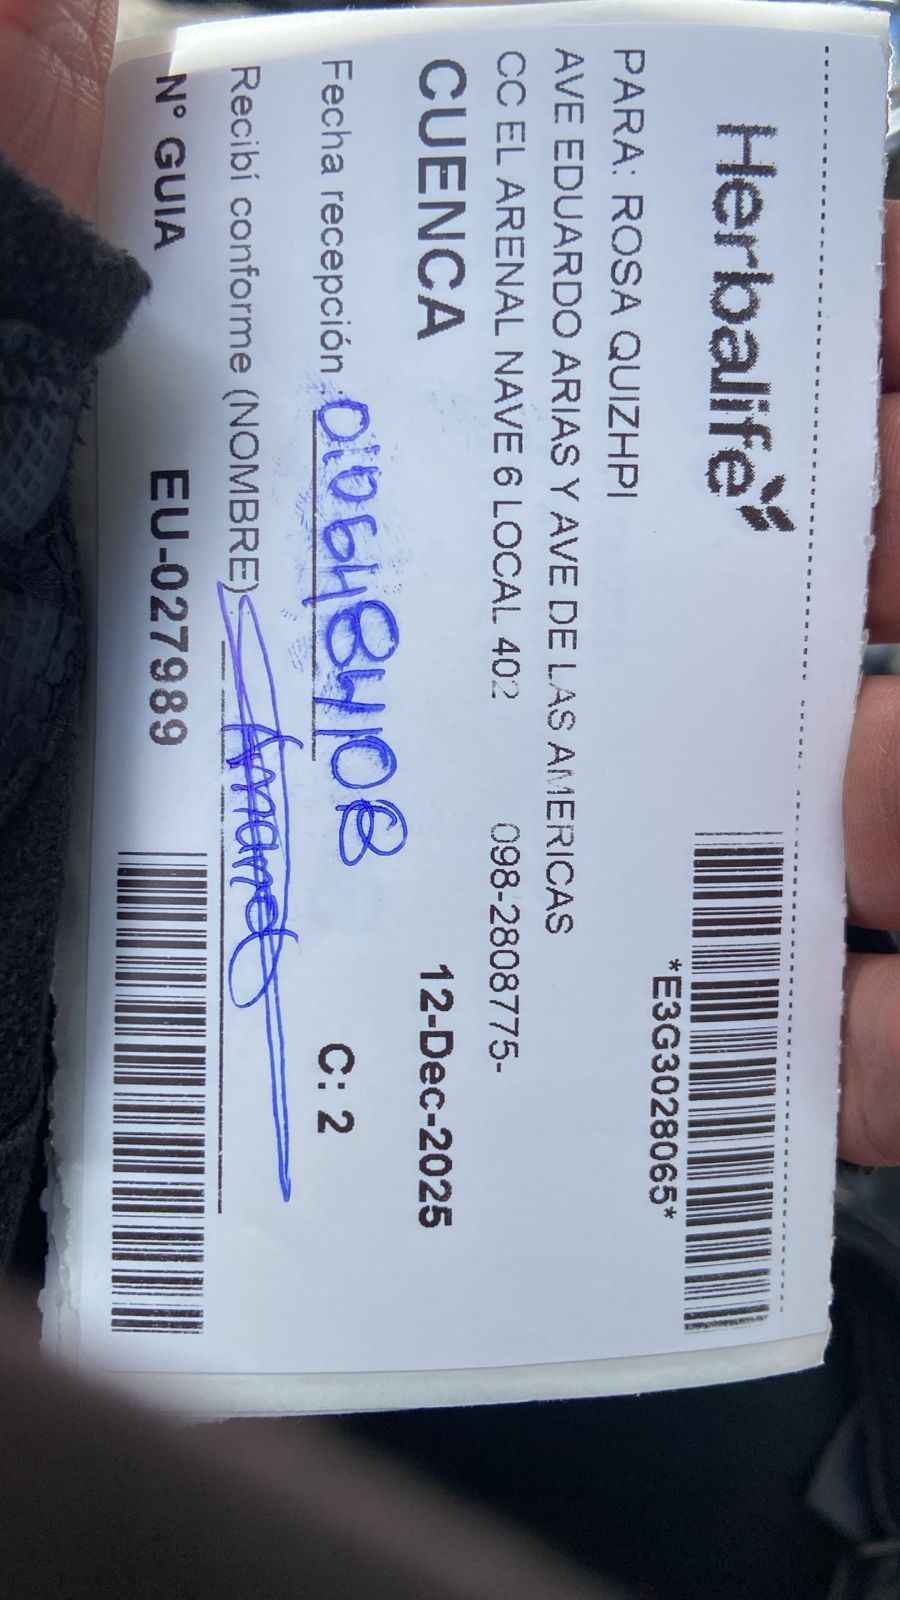 Herbalife
*E3G3028065*
PARA: ROSA QUIZHPI
AVE EDUARDO ARIAS Y AVE DE LAS AMERICAS
CC EL ARENAL NAVE 6 LOCAL 402 098-2808775-
CUENCA 12-Dec-2025
Fecha recepción 0106484108 C: 2
Recibí conforme (NOMBRE)
N° GUIA EU-027989